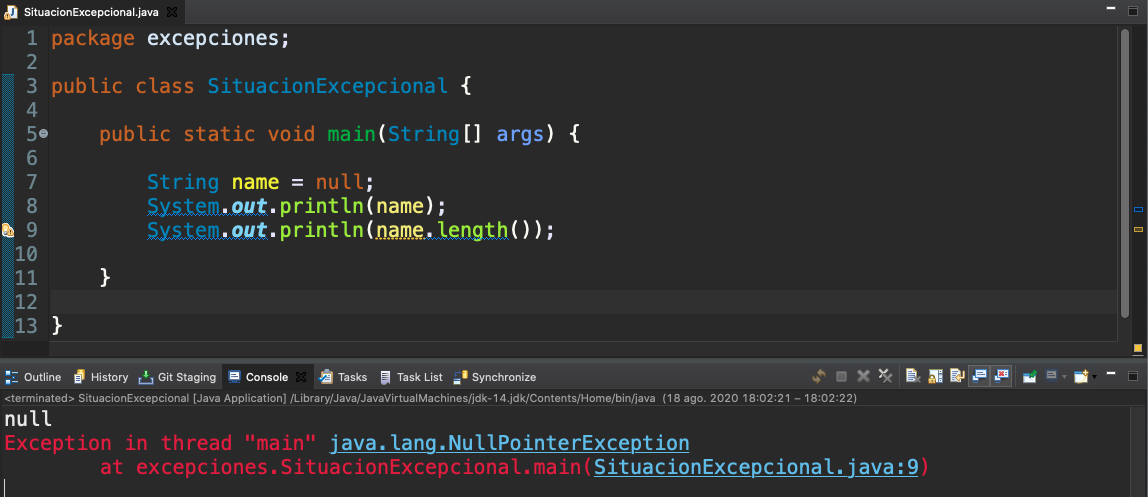 SituacionExcepcional.java
1 package excepciones;
2
3 public class SituacionExcepcional {
4
5 public static void main(String[] args) {
6
7 String name = null;
8 System.out.println(name);
9 System.out.println(name.length());
10
11 }
12
13 }
Outline History Git Staging Console Tasks Task List Synchronize
<terminated> SituacionExcepcional [Java Application] /Library/Java/JavaVirtualMachines/jdk-14.jdk/Contents/Home/bin/java (18 ago. 2020 18:02:21 – 18:02:22)
null
Exception in thread "main" java.lang.NullPointerException
at excepciones.SituacionExcepcional.main(SituacionExcepcional.java:9)